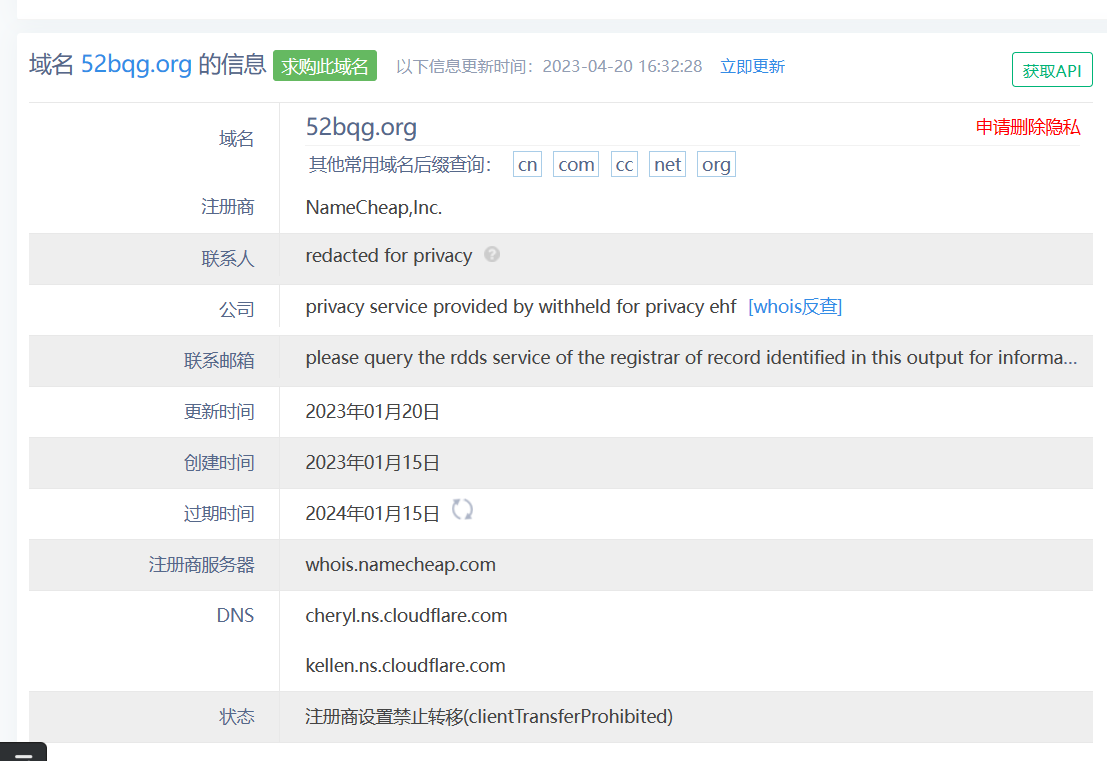 域名 52bqg.org 的信息 求购此域名 以下信息更新时间：2023-04-20 16:32:28 立即更新 获取API
域名 52bqg.org 申请删除隐私
其他常用域名后缀查询： cn com cc net org
注册商 NameCheap,Inc.
联系人 redacted for privacy ?
公司 privacy service provided by withheld for privacy ehf [whois反查]
联系邮箱 please query the rdds service of the registrar of record identified in this output for informa...
更新时间 2023年01月20日
创建时间 2023年01月15日
过期时间 2024年01月15日
注册商服务器 whois.namecheap.com
DNS cheryl.ns.cloudflare.com
kellen.ns.cloudflare.com
状态 注册商设置禁止转移(clientTransferProhibited)